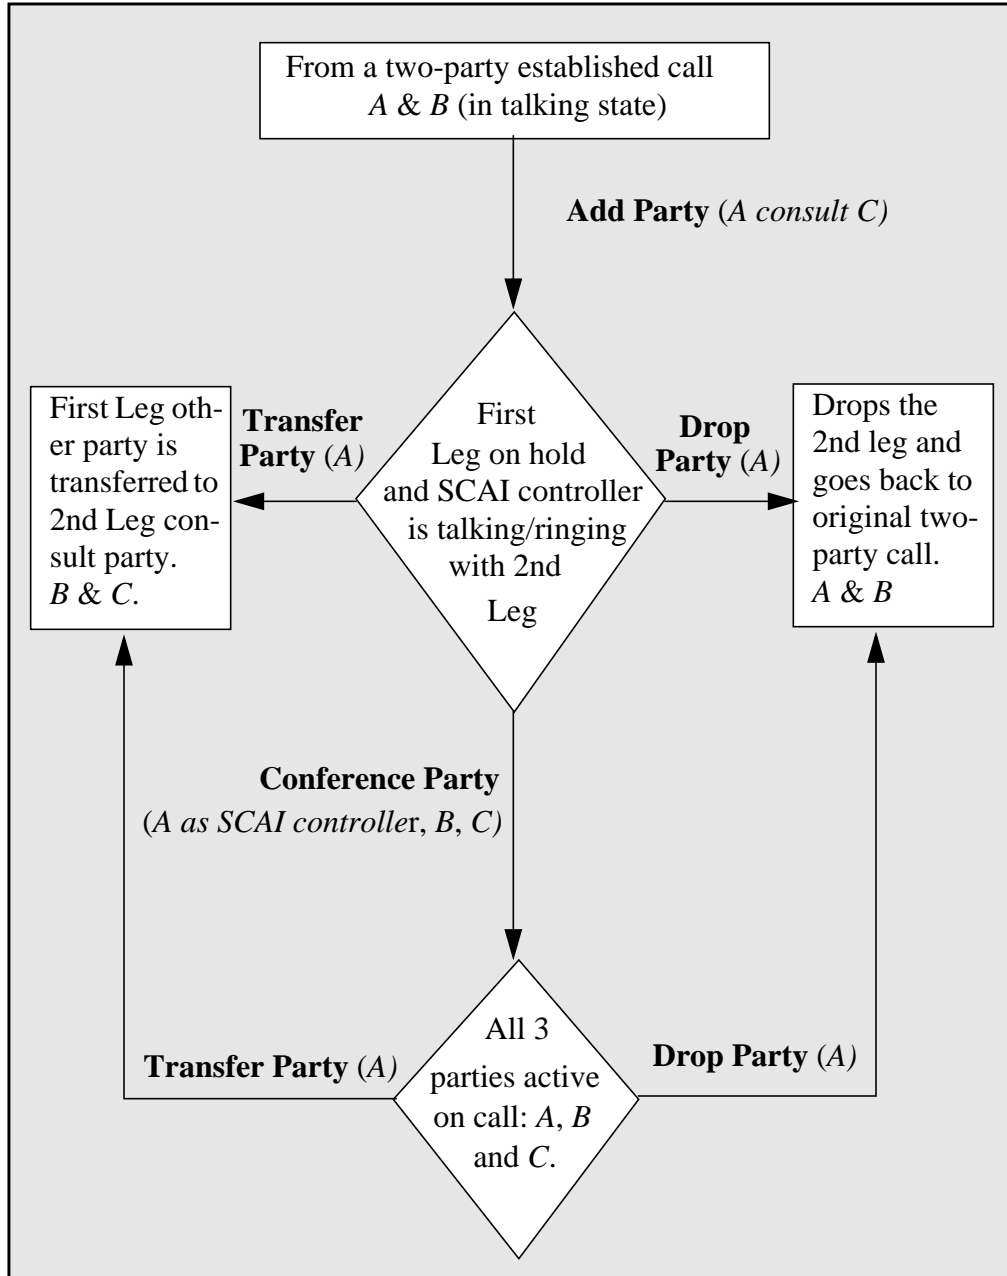 From a two-party established call
A & B (in talking state)
Add Party (A consult C)
First Leg oth-
er party is
transferred to
2nd Leg con-
sult party.
B & C.
Transfer
Party (A)
First
Leg on hold
and SCAI controller
is talking/ringing
with 2nd
Leg
Drop
Party (A)
Drops the
2nd leg and
goes back to
original two-
party call.
A & B
Conference Party
(A as SCAI controller, B, C)
Transfer Party (A)
All 3
parties active
on call: A, B
and C.
Drop Party (A)